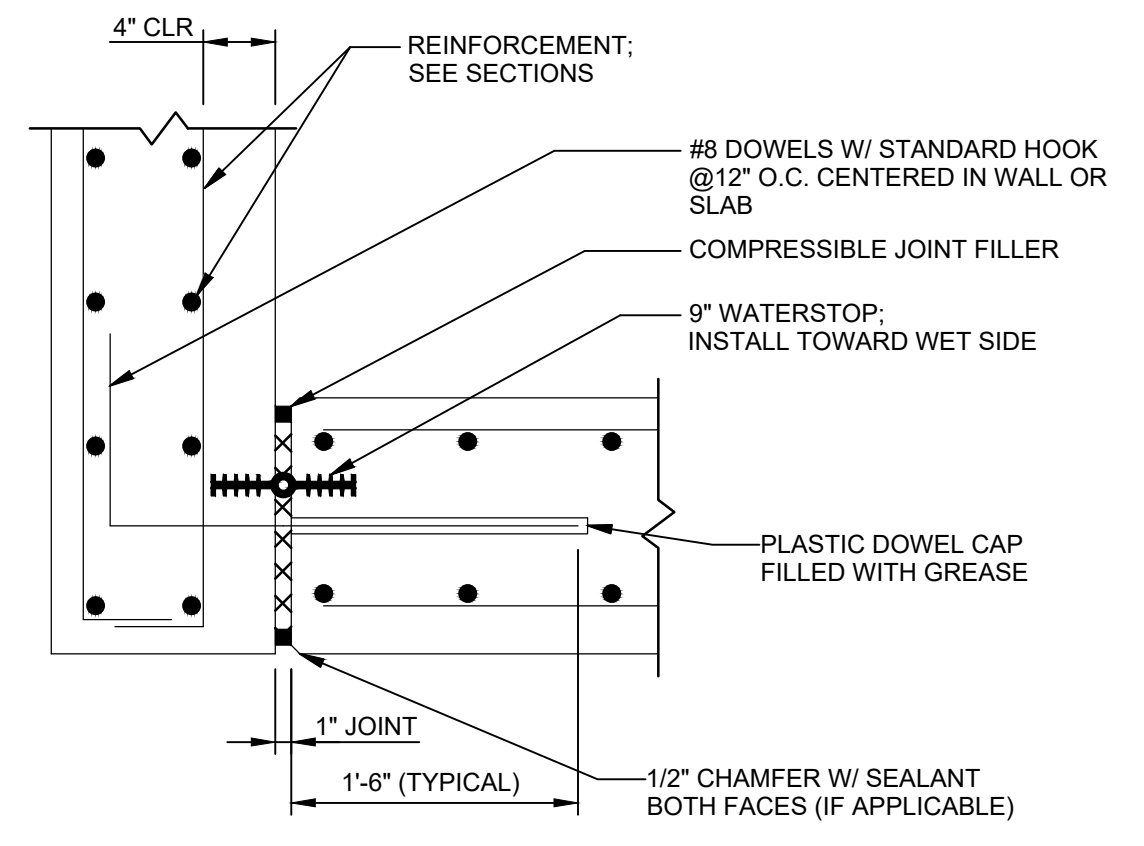 4" CLR
REINFORCEMENT;
SEE SECTIONS
#8 DOWELS W/ STANDARD HOOK
@12" O.C. CENTERED IN WALL OR
SLAB
COMPRESSIBLE JOINT FILLER
9" WATERSTOP;
INSTALL TOWARD WET SIDE
PLASTIC DOWEL CAP
FILLED WITH GREASE
1" JOINT
1'-6" (TYPICAL)
1/2" CHAMFER W/ SEALANT
BOTH FACES (IF APPLICABLE)